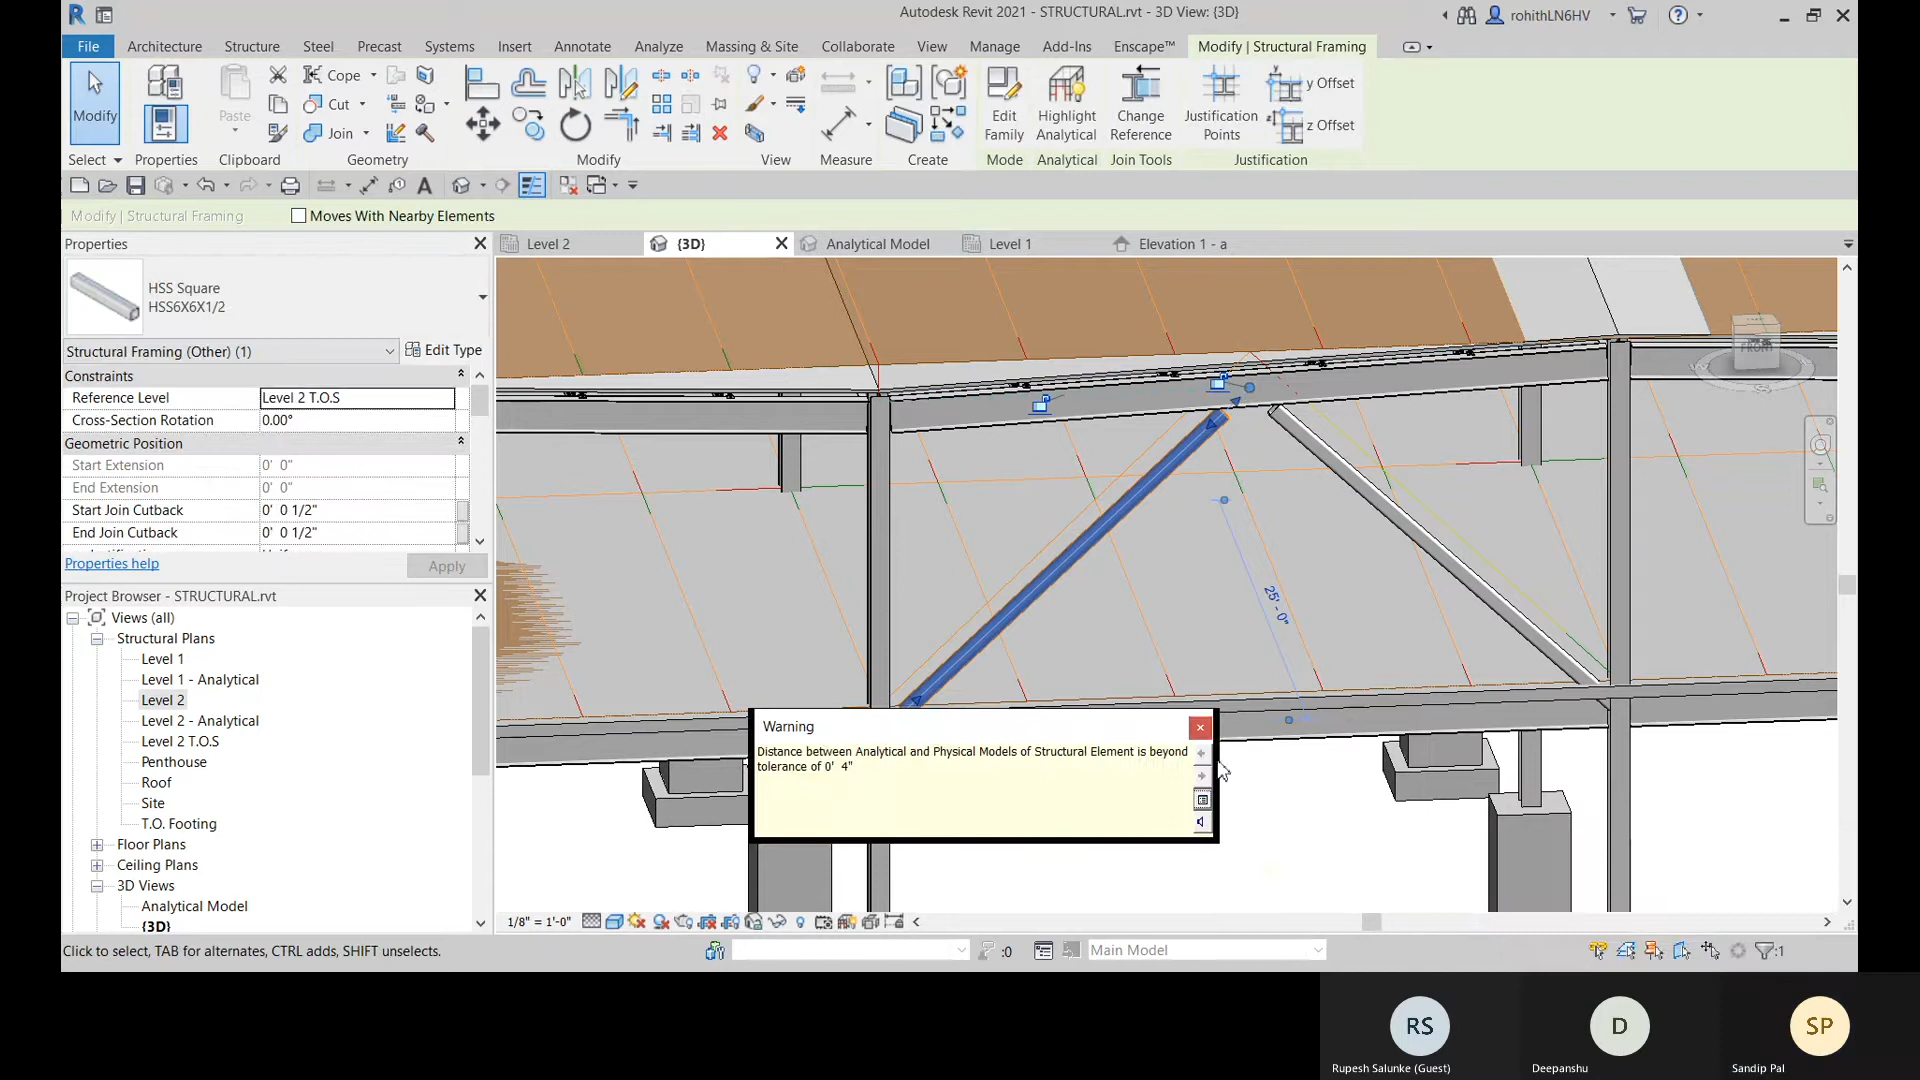 Autodesk Revit 2021 - STRUCTURAL.rvt - 3D View: {3D}
rohithLN6HV
File Architecture Structure Steel Precast Systems Insert Annotate Analyze Massing & Site Collaborate View Manage Add-Ins Enscape™ Modify | Structural Framing
Modify
Paste
Cope
Cut
Join
Edit
Family
Highlight
Analytical
Change
Reference
Justification
Points
y Offset
z Offset
Select Properties Clipboard Geometry Modify View Measure Create Mode Analytical Join Tools Justification
Modify | Structural Framing Moves With Nearby Elements
Properties
Level 2 {3D} Analytical Model Level 1 Elevation 1 - a
HSS Square
HSS6X6X1/2
Structural Framing (Other) (1) Edit Type
Constraints
Reference Level Level 2 T.O.S
Cross-Section Rotation 0.00°
Geometric Position
Start Extension 0' 0"
End Extension 0' 0"
Start Join Cutback 0' 0 1/2"
End Join Cutback 0' 0 1/2"
Properties help Apply
Project Browser - STRUCTURAL.rvt
Views (all)
Structural Plans
Level 1
Level 1 - Analytical
Level 2
Level 2 - Analytical
Level 2 T.O.S
Penthouse
Roof
Site
T.O. Footing
Floor Plans
Ceiling Plans
3D Views
Analytical Model
{3D}
FRONT
25' - 0"
Warning
Distance between Analytical and Physical Models of Structural Element is beyond
tolerance of 0' 4"
1/8" = 1'-0"
Click to select, TAB for alternates, CTRL adds, SHIFT unselects.
:0
Main Model
:1
RS
D
SP
Rupesh Salunke (Guest)
Deepanshu
Sandip Pal